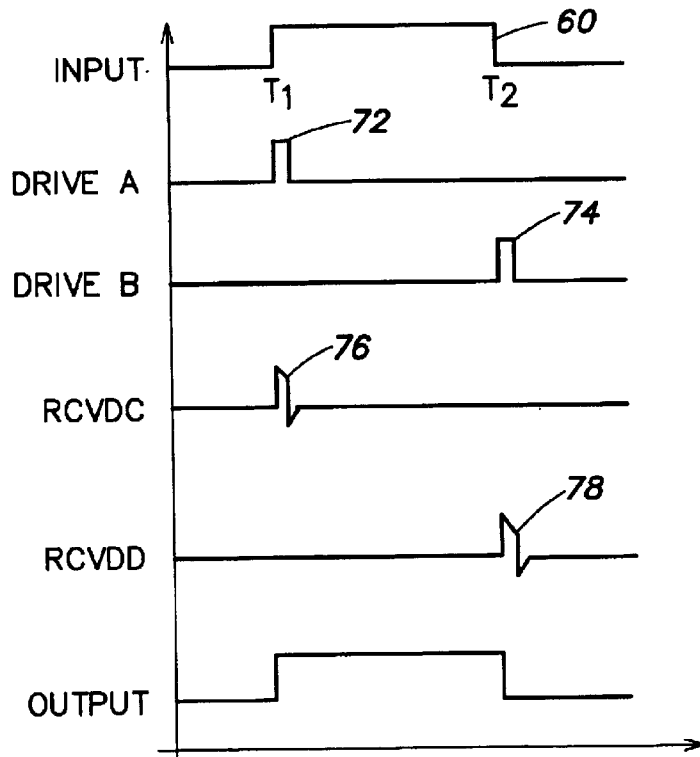 60
INPUT
T1 T2
72
DRIVE A
74
DRIVE B
76
RCVDC
78
RCVDD
OUTPUT